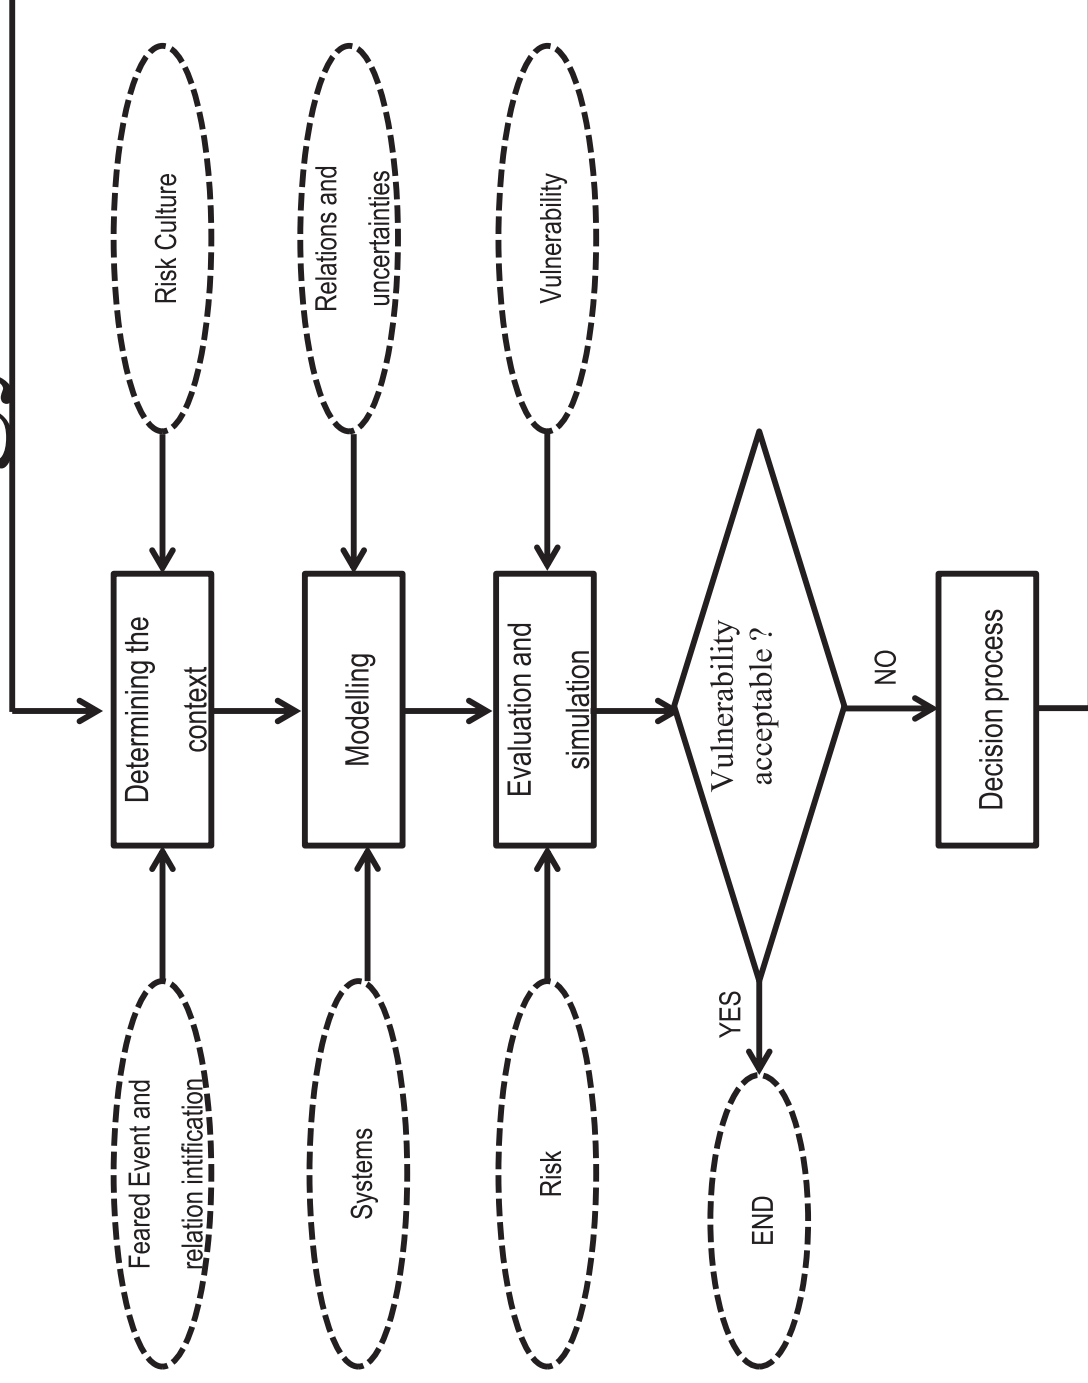 Feared Event and
relation intification
Determining the
context
Risk Culture
Systems
Modelling
Relations and
uncertainties
Risk
Evaluation and
simulation
Vulnerability
END
YES
Vulnerability
acceptable ?
NO
Decision process